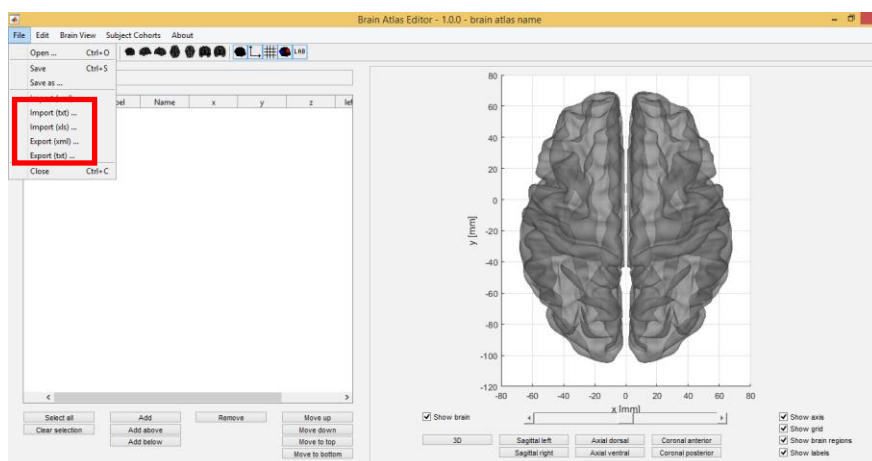 Brain Atlas Editor - 1.0.0 - brain atlas name
File Edit Brain View Subject Cohorts About
Open ... Ctrl+O
LAB
Save Ctrl+S
Save as ...
Name x y z lef
Import (txt) ...
Import (xls) ...
Export (xml) ...
Export (txt) ...
Close Ctrl+C
80
60
40
20
0
-20
-40
-60
-80
-100
-120
y [mm]
-80 -60 -40 -20 0 20 40 60 80
x [mm]
Select all Add Remove Move up
Clear selection Add above Move down
Add below Move to top
Move to bottom
Show brain
3D Sagittal left Axial dorsal Coronal anterior
Sagittal right Axial ventral Coronal posterior
Show axis
Show grid
Show brain regions
Show labels